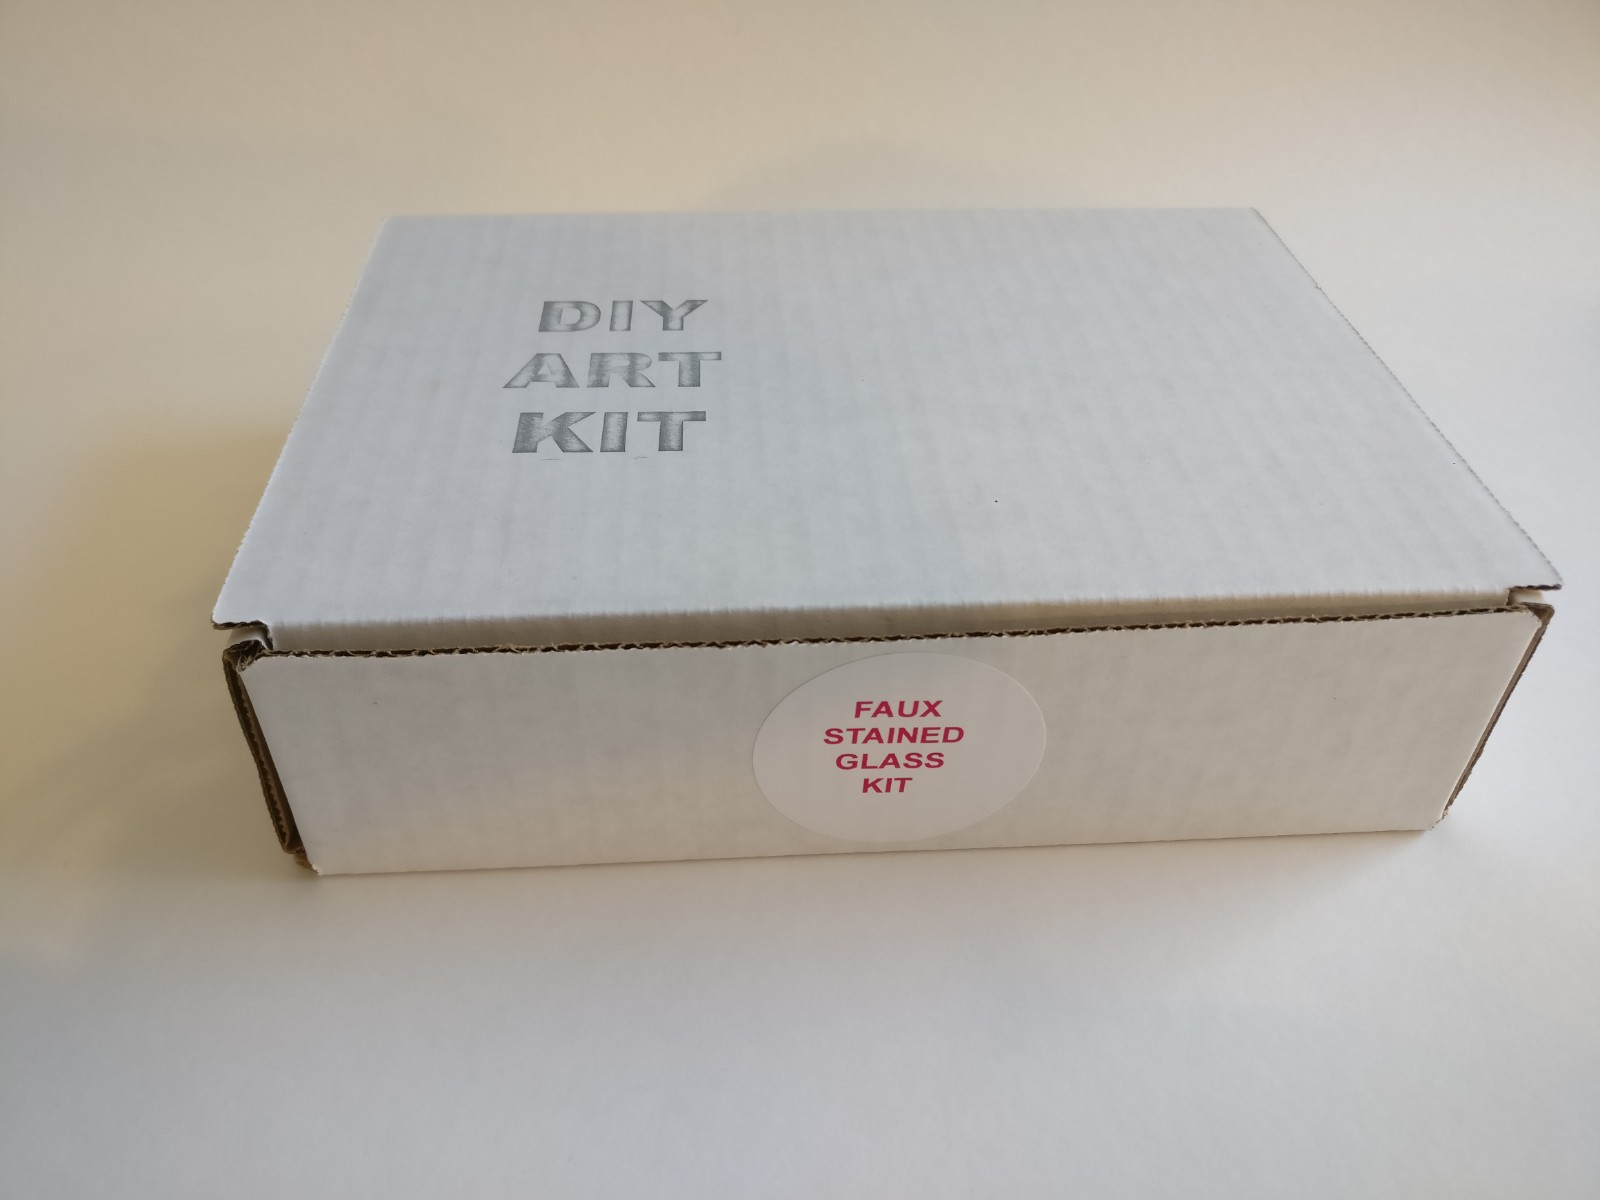 DIY
ART
KIT
FAUX
STAINED
GLASS
KIT